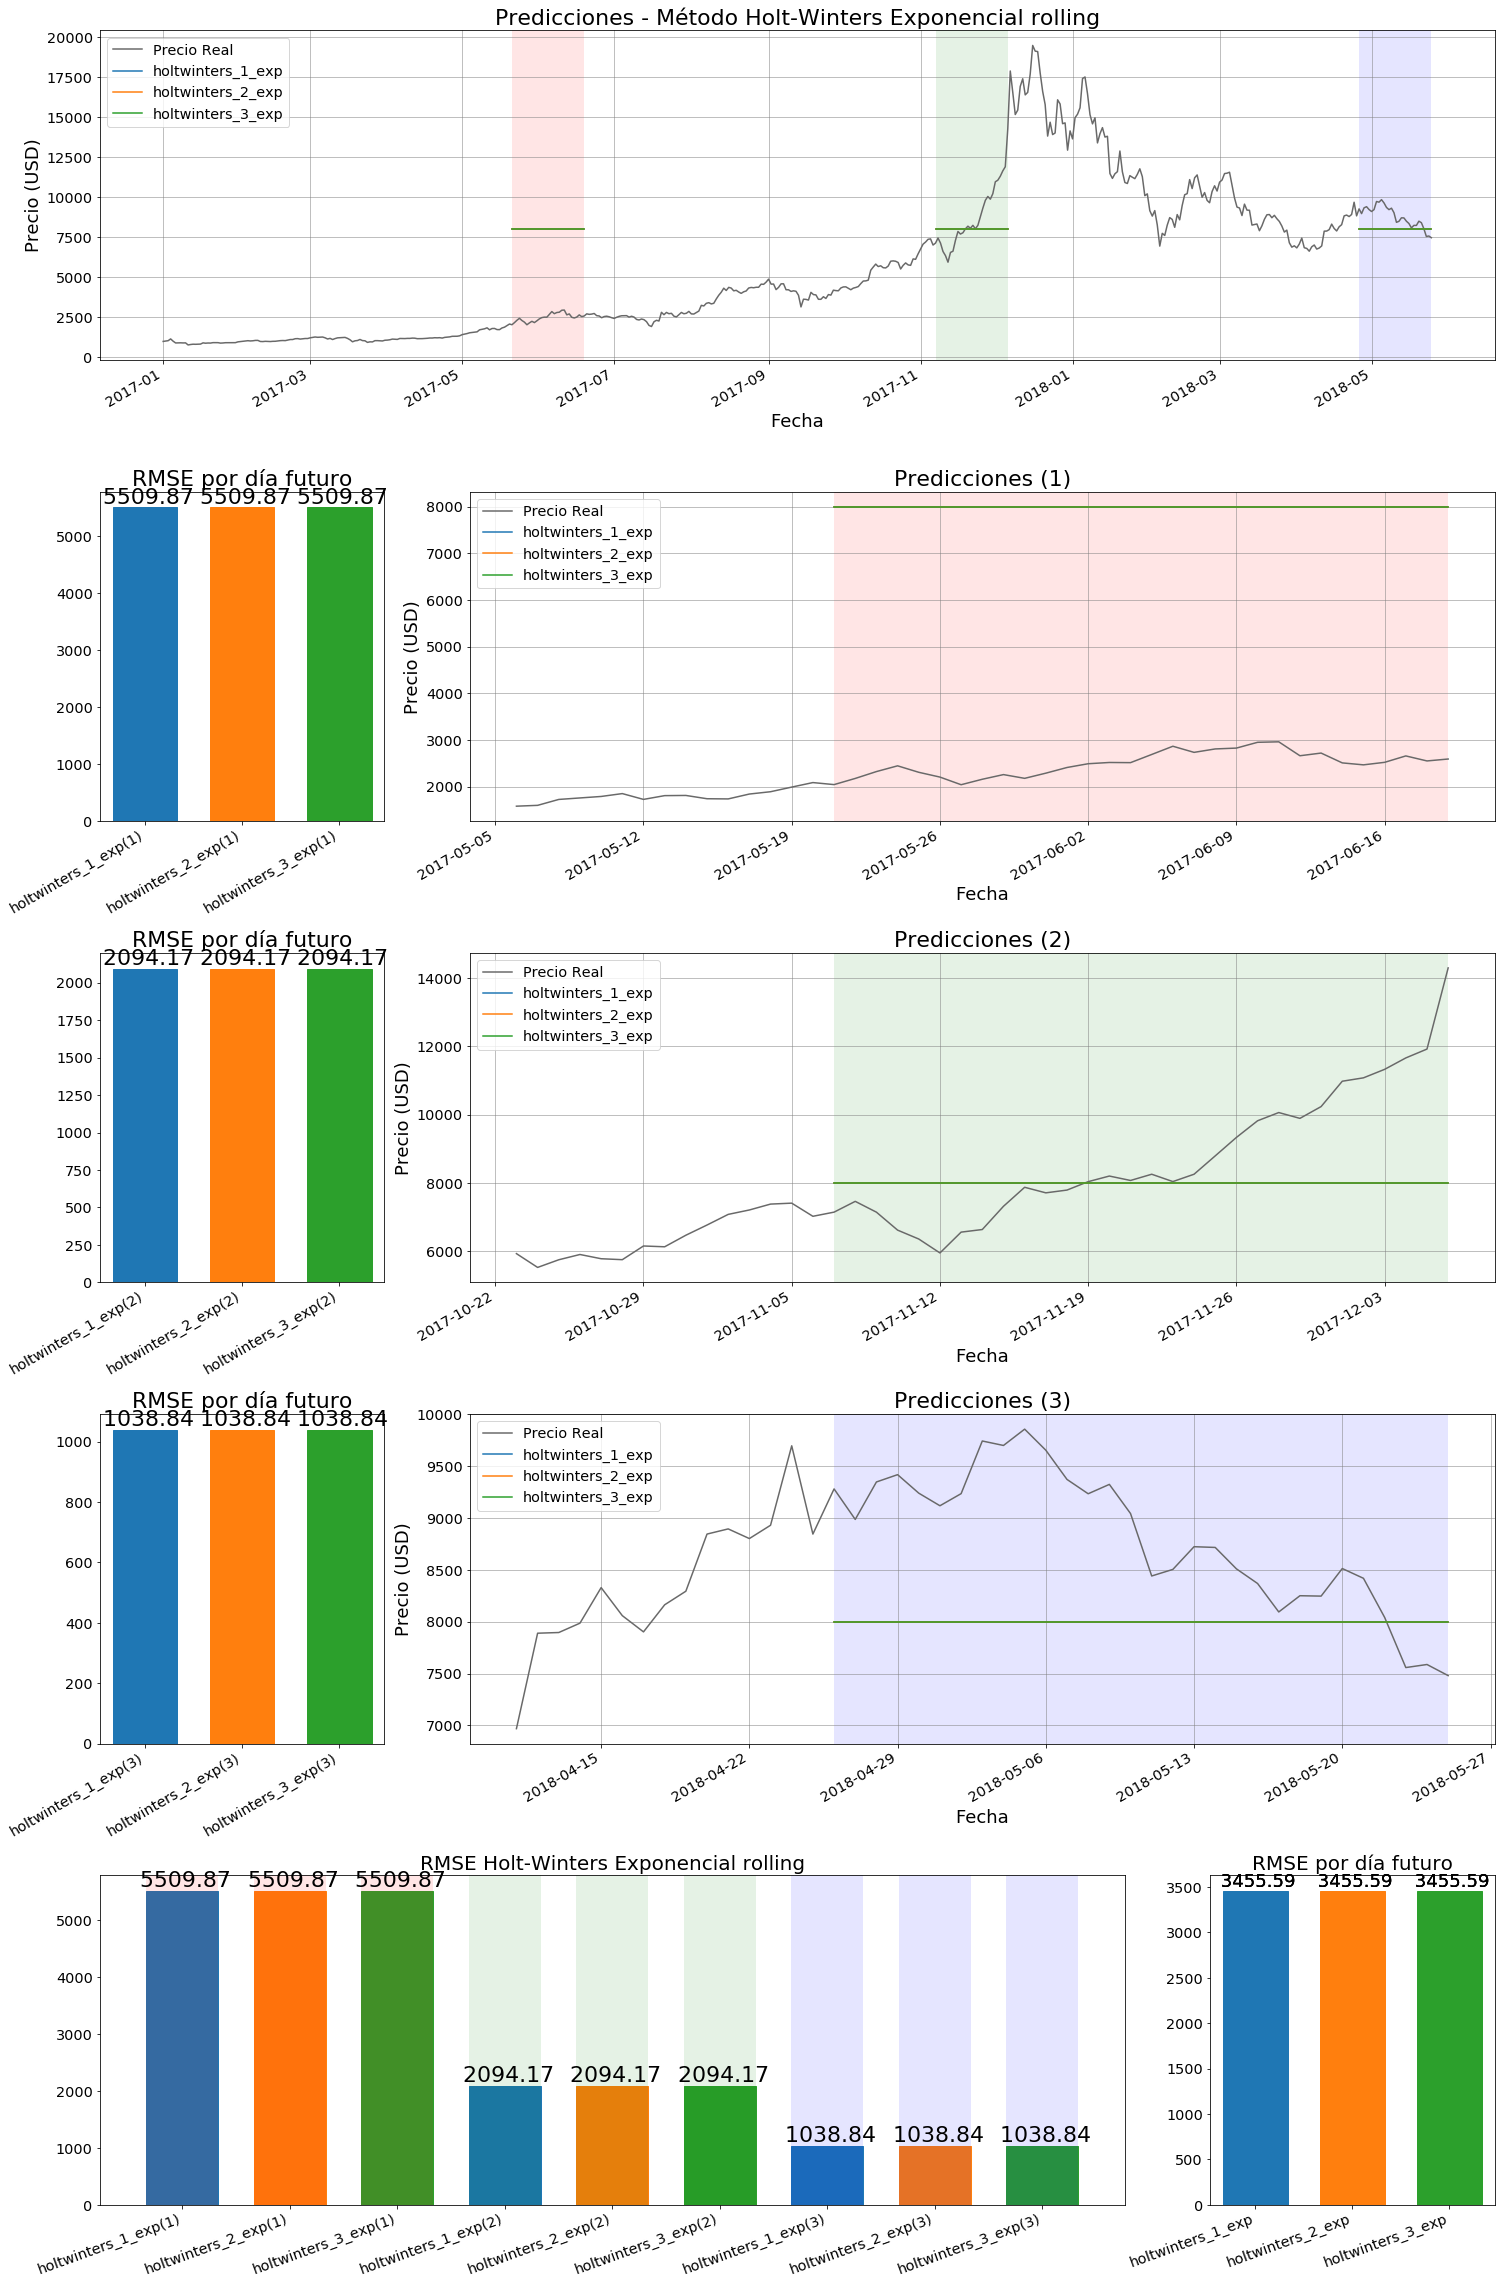 Predicciones - Método Holt-Winters Exponencial rolling
Precio (USD)
20000
17500
15000
12500
10000
7500
5000
2500
0
Precio Real
holtwinters_1_exp
holtwinters_2_exp
holtwinters_3_exp
2017-01
2017-03
2017-05
2017-07
2017-09
2017-11
2018-01
2018-03
2018-05
Fecha
RMSE por día futuro
5509.87 5509.87 5509.87
5000
4000
3000
2000
1000
0
holtwinters_1_exp(1)
holtwinters_2_exp(1)
holtwinters_3_exp(1)
Predicciones (1)
Precio (USD)
8000
7000
6000
5000
4000
3000
2000
Precio Real
holtwinters_1_exp
holtwinters_2_exp
holtwinters_3_exp
2017-05-05
2017-05-12
2017-05-19
2017-05-26
2017-06-02
2017-06-09
2017-06-16
Fecha
RMSE por día futuro
2094.17 2094.17 2094.17
2000
1750
1500
1250
1000
750
500
250
0
holtwinters_1_exp(2)
holtwinters_2_exp(2)
holtwinters_3_exp(2)
Predicciones (2)
Precio (USD)
14000
12000
10000
8000
6000
Precio Real
holtwinters_1_exp
holtwinters_2_exp
holtwinters_3_exp
2017-10-22
2017-10-29
2017-11-05
2017-11-12
2017-11-19
2017-11-26
2017-12-03
Fecha
RMSE por día futuro
1038.84 1038.84 1038.84
1000
800
600
400
200
0
holtwinters_1_exp(3)
holtwinters_2_exp(3)
holtwinters_3_exp(3)
Predicciones (3)
Precio (USD)
10000
9500
9000
8500
8000
7500
7000
Precio Real
holtwinters_1_exp
holtwinters_2_exp
holtwinters_3_exp
2018-04-15
2018-04-22
2018-04-29
2018-05-06
2018-05-13
2018-05-20
2018-05-27
Fecha
RMSE Holt-Winters Exponencial rolling
5509.87 5509.87 5509.87
2094.17 2094.17 2094.17
1038.84 1038.84 1038.84
5000
4000
3000
2000
1000
0
holtwinters_1_exp(1)
holtwinters_2_exp(1)
holtwinters_3_exp(1)
holtwinters_1_exp(2)
holtwinters_2_exp(2)
holtwinters_3_exp(2)
holtwinters_1_exp(3)
holtwinters_2_exp(3)
holtwinters_3_exp(3)
RMSE por día futuro
3455.59 3455.59 3455.59
3500
3000
2500
2000
1500
1000
500
0
holtwinters_1_exp
holtwinters_2_exp
holtwinters_3_exp